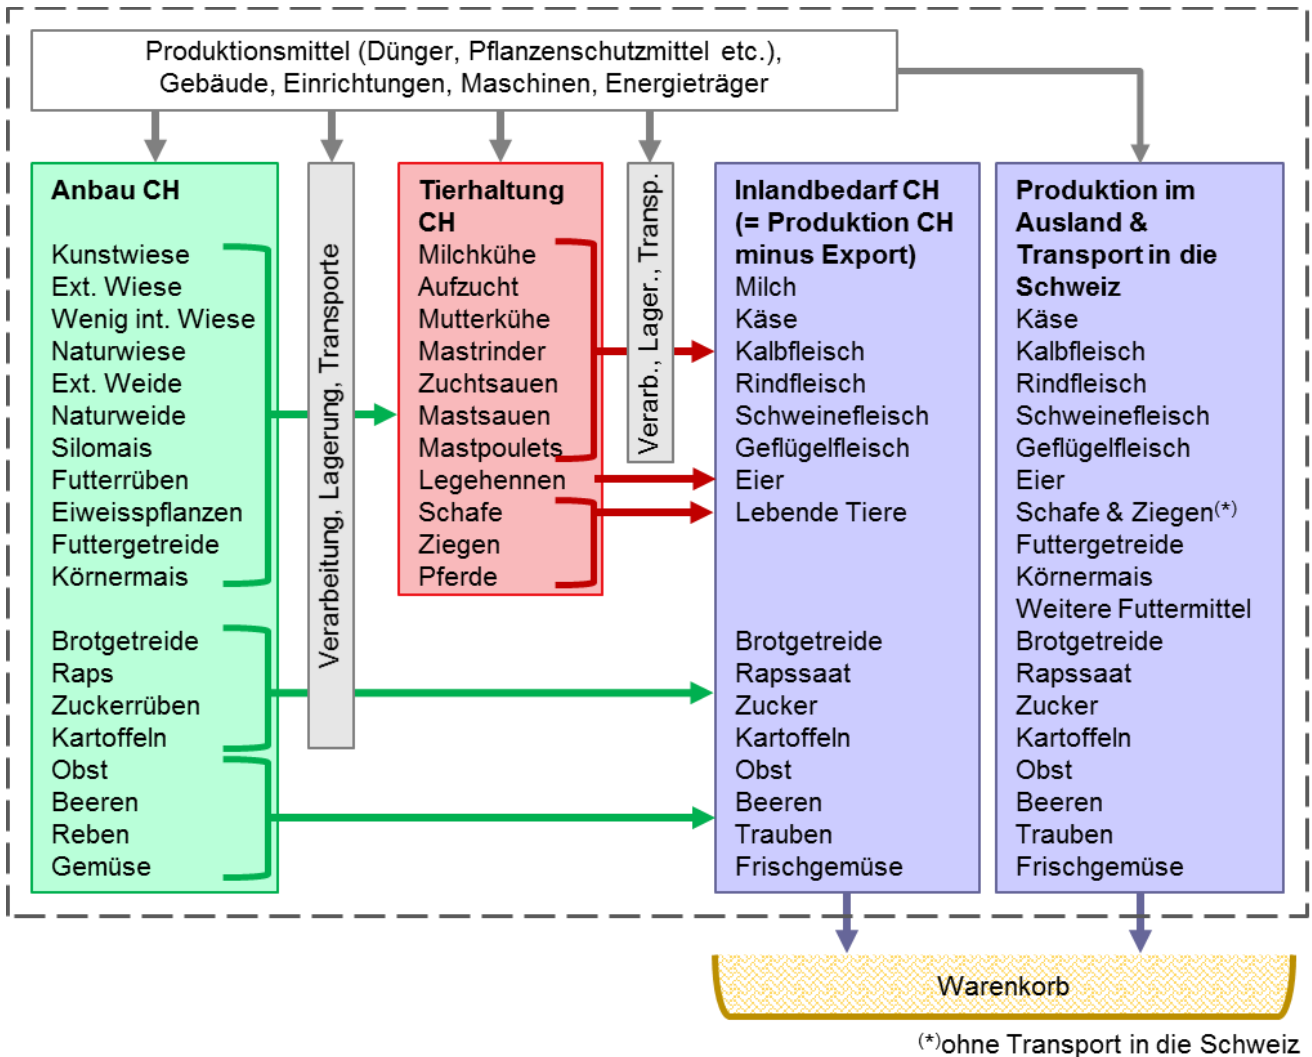 Produktionsmittel (Dünger, Pflanzenschutzmittel etc.),
Gebäude, Einrichtungen, Maschinen, Energieträger
Anbau CH
Kunstwiese
Ext. Wiese
Wenig int. Wiese
Naturwiese
Ext. Weide
Naturweide
Silomais
Futterrüben
Eiweisspflanzen
Futtergetreide
Körnermais
Brotgetreide
Raps
Zuckerrüben
Kartoffeln
Obst
Beeren
Reben
Gemüse
Verarbeitung, Lagerung, Transporte
Tierhaltung
CH
Milchkühe
Aufzucht
Mutterkühe
Mastrinder
Zuchtsauen
Mastsauen
Mastpoulets
Legehennen
Schafe
Ziegen
Pferde
Verarb., Lager., Transp.
Inlandbedarf CH
(= Produktion CH
minus Export)
Milch
Käse
Kalbfleisch
Rindfleisch
Schweinefleisch
Geflügelfleisch
Eier
Lebende Tiere
Brotgetreide
Rapssaat
Zucker
Kartoffeln
Obst
Beeren
Trauben
Frischgemüse
Produktion im
Ausland &
Transport in die
Schweiz
Käse
Kalbfleisch
Rindfleisch
Schweinefleisch
Geflügelfleisch
Eier
Schafe & Ziegen(*)
Futtergetreide
Körnermais
Weitere Futtermittel
Brotgetreide
Rapssaat
Zucker
Kartoffeln
Obst
Beeren
Trauben
Frischgemüse
Warenkorb
(*)ohne Transport in die Schweiz